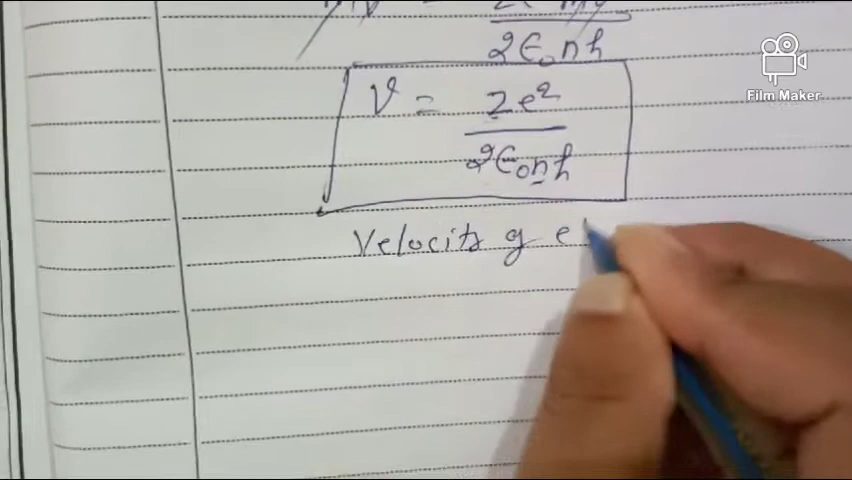 2ε₀nh
Film Maker
V = Ze²
2ε₀nh
Velocity of e